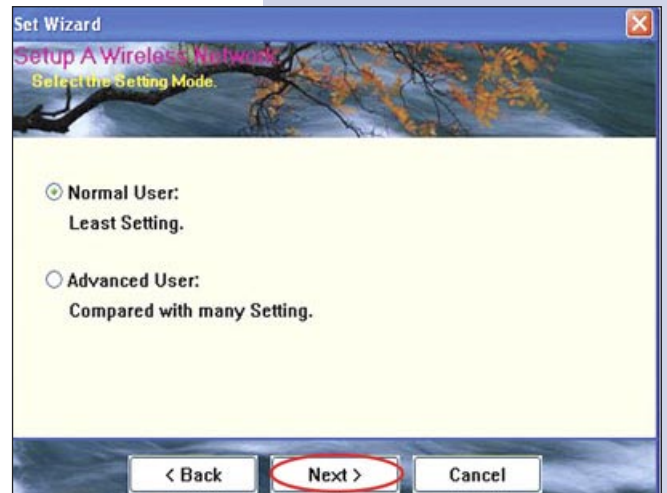 Set Wizard
Setup A Wireless Network
Select the Setting Mode.
Normal User:
Least Setting.
Advanced User:
Compared with many Setting.
< Back
Next >
Cancel